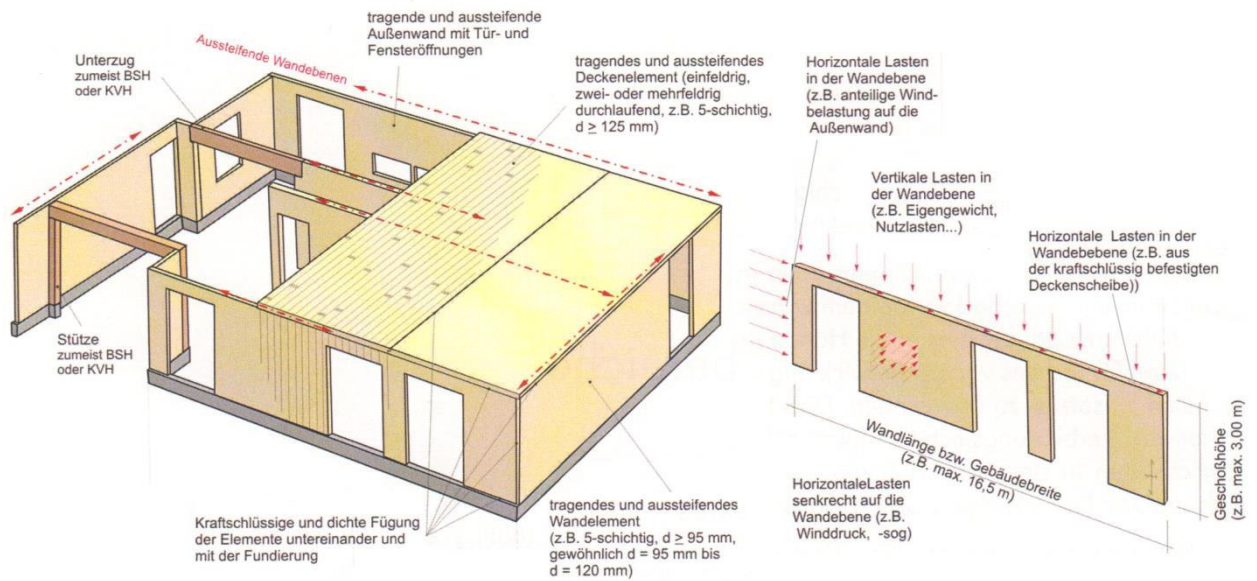 tragende und aussteifende
Außenwand mit Tür- und
Fensteröffnungen
Aussteifende Wandebenen
Unterzug
zumeist BSH
oder KVH
tragendes und aussteifendes
Deckenelement (einfeldrig,
zwei- oder mehrfeldrig
durchlaufend, z.B. 5-schichtig,
d ≥ 125 mm)
Stütze
zumeist BSH
oder KVH
Kraftschlüssige und dichte Fügung
der Elemente untereinander und
mit der Fundierung
tragendes und aussteifendes
Wandelement
(z.B. 5-schichtig, d ≥ 95 mm,
gewöhnlich d = 95 mm bis
d = 120 mm)
Horizontale Lasten
in der Wandebene
(z.B. anteilige Wind-
belastung auf die
Außenwand)
Vertikale Lasten in
der Wandebene
(z.B. Eigengewicht,
Nutzlasten...)
Horizontale Lasten in der
Wandebebene (z.B. aus
der kraftschlüssig befestigten
Deckenscheibe))
Wandlänge bzw. Gebäudebreite
(z.B. max. 16,5 m)
Geschoßhöhe
(z.B. max. 3,00 m)
HorizontaleLasten
senkrecht auf die
Wandebene (z.B.
Winddruck, -sog)